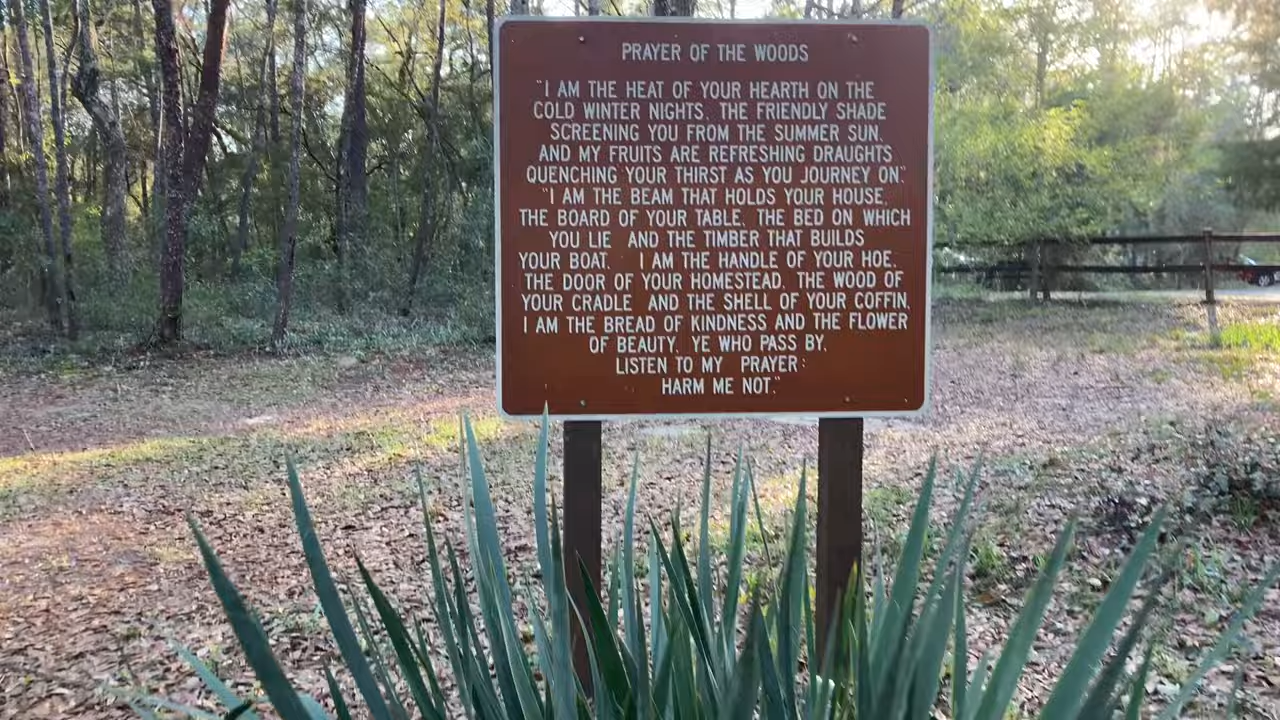 PRAYER OF THE WOODS
"I AM THE HEAT OF YOUR HEARTH ON THE
COLD WINTER NIGHTS, THE FRIENDLY SHADE
SCREENING YOU FROM THE SUMMER SUN,
AND MY FRUITS ARE REFRESHING DRAUGHTS
QUENCHING YOUR THIRST AS YOU JOURNEY ON."
"I AM THE BEAM THAT HOLDS YOUR HOUSE,
THE BOARD OF YOUR TABLE, THE BED ON WHICH
YOU LIE AND THE TIMBER THAT BUILDS
YOUR BOAT. I AM THE HANDLE OF YOUR HOE,
THE DOOR OF YOUR HOMESTEAD, THE WOOD OF
YOUR CRADLE AND THE SHELL OF YOUR COFFIN.
I AM THE BREAD OF KINDNESS AND THE FLOWER
OF BEAUTY. YE WHO PASS BY,
LISTEN TO MY PRAYER:
HARM ME NOT."